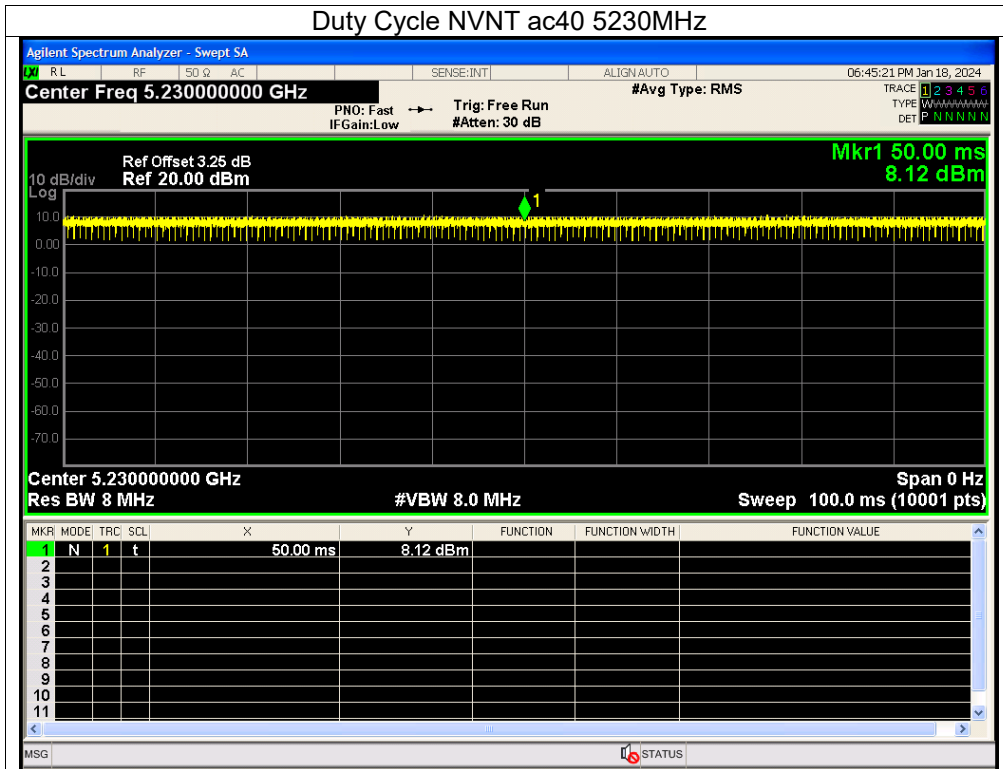 Duty Cycle NVNT ac40 5230MHz
Agilent Spectrum Analyzer - Swept SA
LXI RL RF 50 Ω AC SENSE:INT ALIGN AUTO 06:45:21 PM Jan 18, 2024
Center Freq 5.230000000 GHz #Avg Type: RMS TRACE 1 2 3 4 5 6
PNO: Fast Trig: Free Run TYPE W
IFGain:Low #Atten: 30 dB DET P N N N N N
Mkr1 50.00 ms
Ref Offset 3.25 dB
10 dB/div Ref 20.00 dBm 8.12 dBm
Log
1
10.0
0.00
-10.0
-20.0
-30.0
-40.0
-50.0
-60.0
-70.0
Center 5.230000000 GHz Span 0 Hz
Res BW 8 MHz #VBW 8.0 MHz Sweep 100.0 ms (10001 pts)
MKR MODE TRC SCL X Y FUNCTION FUNCTION WIDTH FUNCTION VALUE
1 N 1 t 50.00 ms 8.12 dBm
2
3
4
5
6
7
8
9
10
11
MSG STATUS